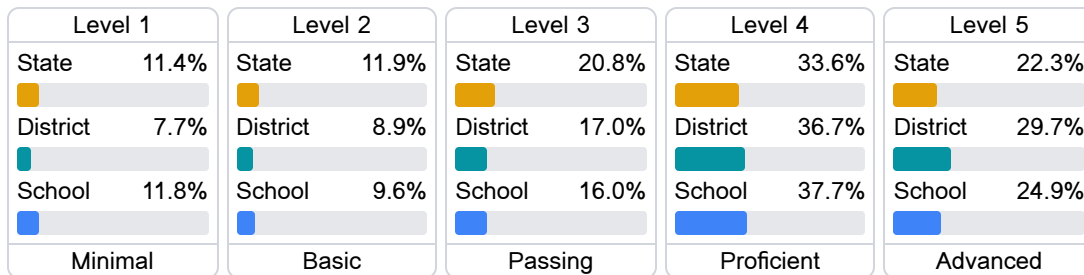 Level 1
State 11.4%
District 7.7%
School 11.8%
Minimal
Level 2
State 11.9%
District 8.9%
School 9.6%
Basic
Level 3
State 20.8%
District 17.0%
School 16.0%
Passing
Level 4
State 33.6%
District 36.7%
School 37.7%
Proficient
Level 5
State 22.3%
District 29.7%
School 24.9%
Advanced